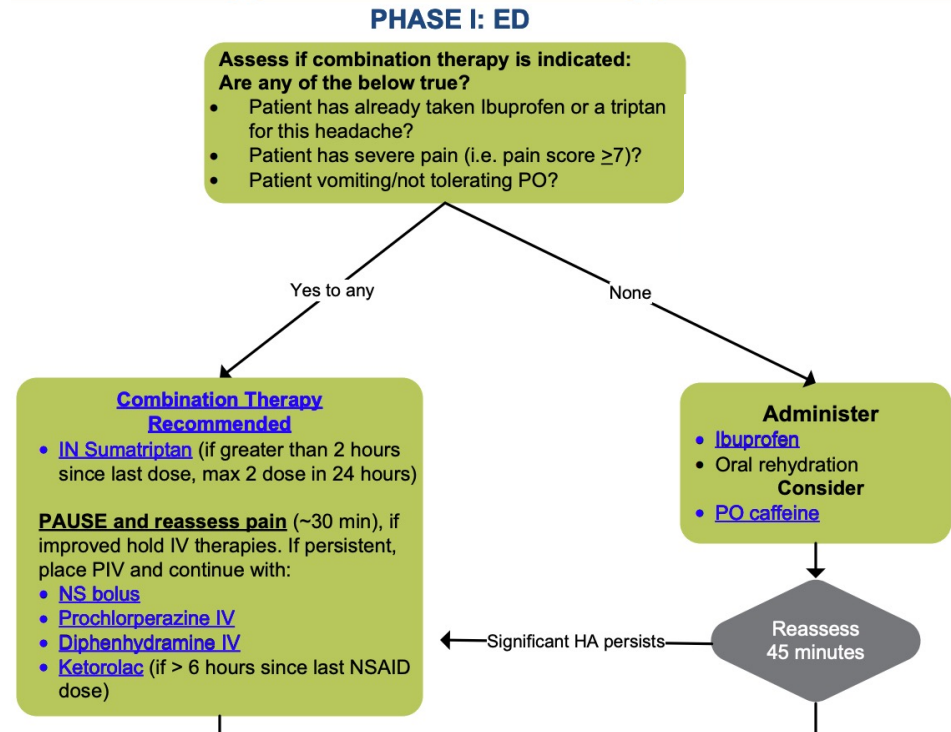 PHASE I: ED
Assess if combination therapy is indicated:
Are any of the below true?
• Patient has already taken Ibuprofen or a triptan
for this headache?
• Patient has severe pain (i.e. pain score ≥7)?
• Patient vomiting/not tolerating PO?
Yes to any
None
Combination Therapy
Recommended
• IN Sumatriptan (if greater than 2 hours
since last dose, max 2 dose in 24 hours)
PAUSE and reassess pain (~30 min), if
improved hold IV therapies. If persistent,
place PIV and continue with:
• NS bolus
• Prochlorperazine IV
• Diphenhydramine IV
• Ketorolac (if > 6 hours since last NSAID
dose)
Administer
• Ibuprofen
• Oral rehydration
Consider
• PO caffeine
Significant HA persists
Reassess
45 minutes